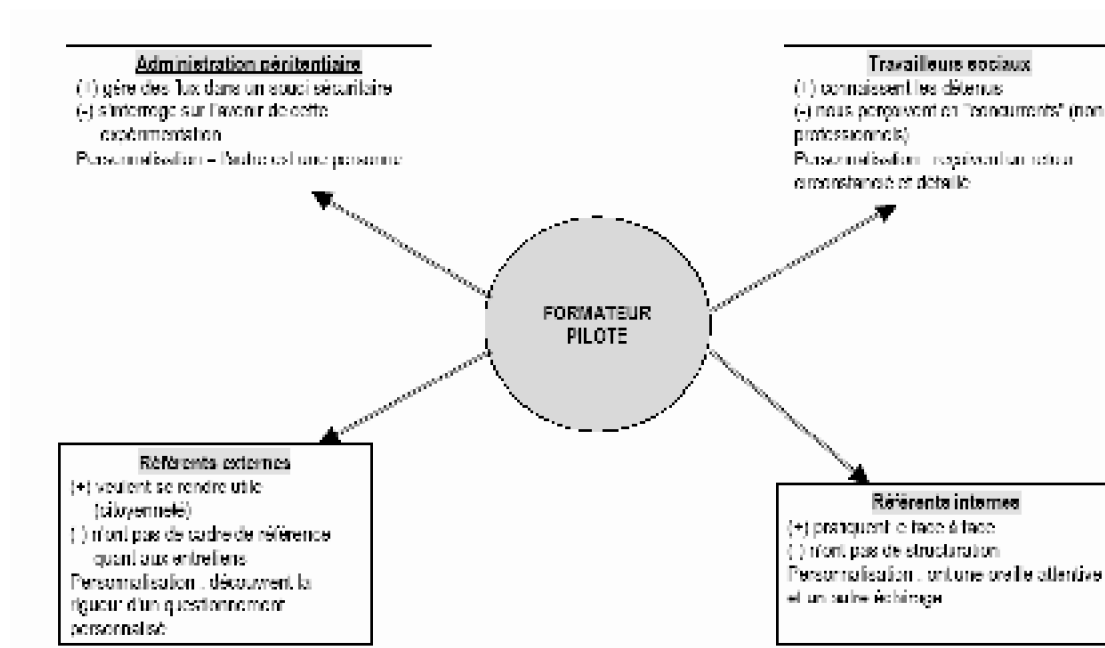 Administration pénitentiaire
(+) gère des flux dans un souci sécuritaire
(-) s'interroge sur l'avenir de cette
expérimentation
Personnalisation = l'autre est une personne
Travailleurs sociaux
(+) connaissent les détenus
(-) nous perçoivent en "concurrents" (non
professionnels)
Personnalisation : reçoivent un retour
circonstancié et détaillé
FORMATEUR
PILOTE
Référents externes
(+) veulent se rendre utile
(citoyenneté)
(-) n'ont pas de cadre de référence
quant aux entretiens
Personnalisation : découvrent la
rigueur d'un questionnement
personnalisé
Référents internes
(+) pratiquent le face à face
(-) n'ont pas de structuration
Personnalisation : ont une oreille attentive
et un autre éclairage